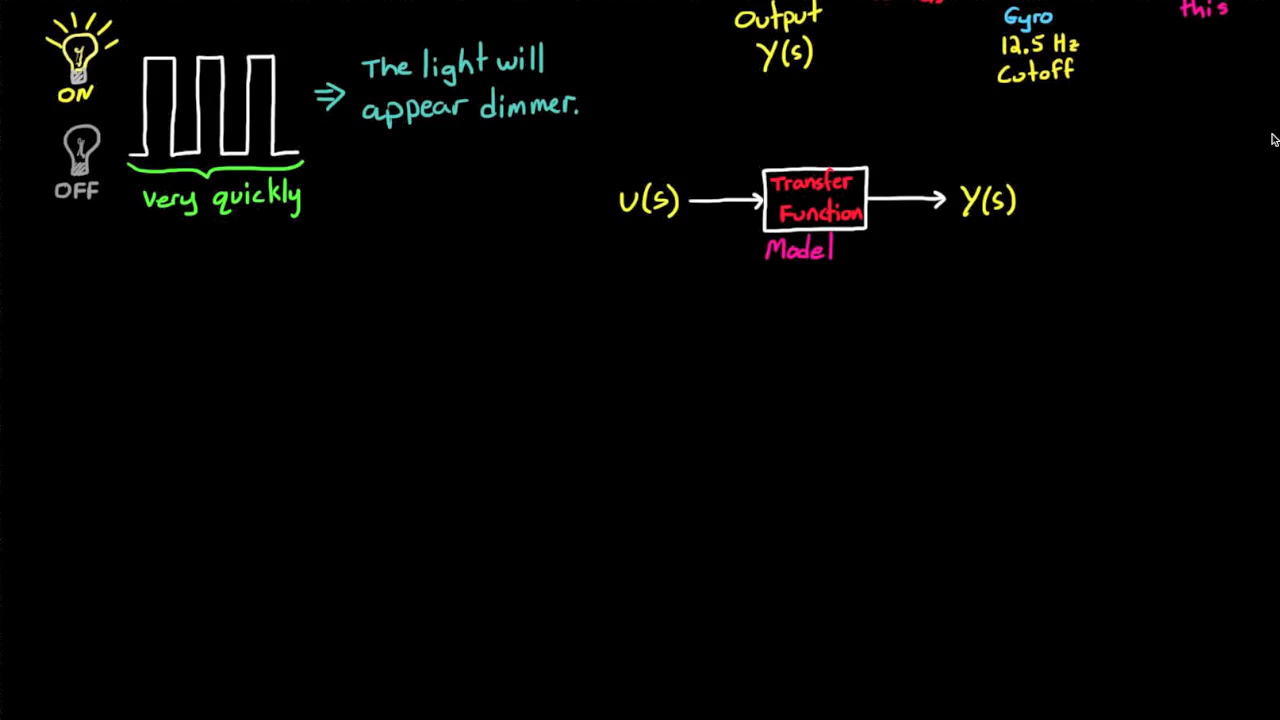 ON
OFF
very quickly
The light will
appear dimmer.
Output
Y(s)
Gyro
12.5 Hz
Cutoff
this
U(s)
Transfer
Function
Model
Y(s)